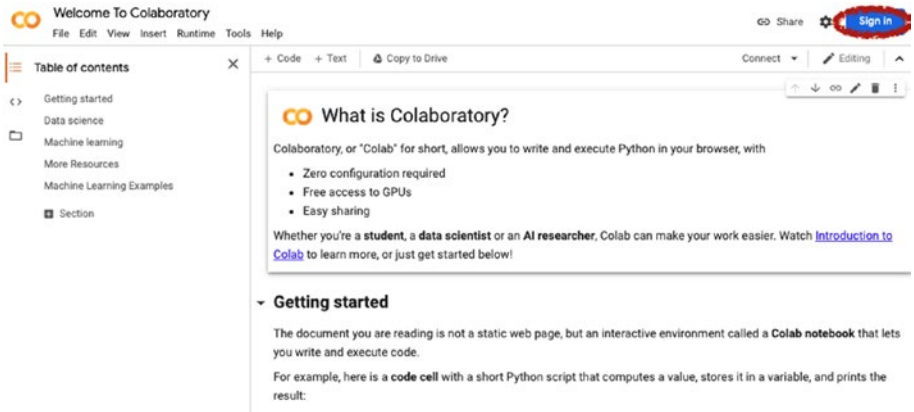 Welcome To Colaboratory
File Edit View Insert Runtime Tools Help
Share
Sign in
Table of contents
Getting started
Data science
Machine learning
More Resources
Machine Learning Examples
Section
+ Code + Text Copy to Drive
Connect Editing
What is Colaboratory?
Colaboratory, or "Colab" for short, allows you to write and execute Python in your browser, with
• Zero configuration required
• Free access to GPUs
• Easy sharing
Whether you're a student, a data scientist or an AI researcher, Colab can make your work easier. Watch Introduction to
Colab to learn more, or just get started below!
Getting started
The document you are reading is not a static web page, but an interactive environment called a Colab notebook that lets
you write and execute code.
For example, here is a code cell with a short Python script that computes a value, stores it in a variable, and prints the
result: